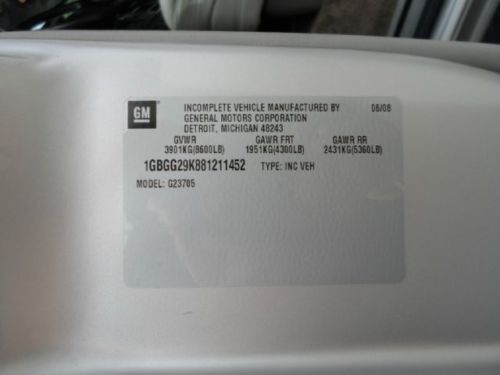 GM
INCOMPLETE VEHICLE MANUFACTURED BY 06/08
GENERAL MOTORS CORPORATION
DETROIT, MICHIGAN 48243
GVWR GAWR FRT GAWR RR
3901KG(8600LB) 1951KG(4300LB) 2431KG(5360LB)
1GBGG29K881211452 TYPE: INC VEH
MODEL: G23705